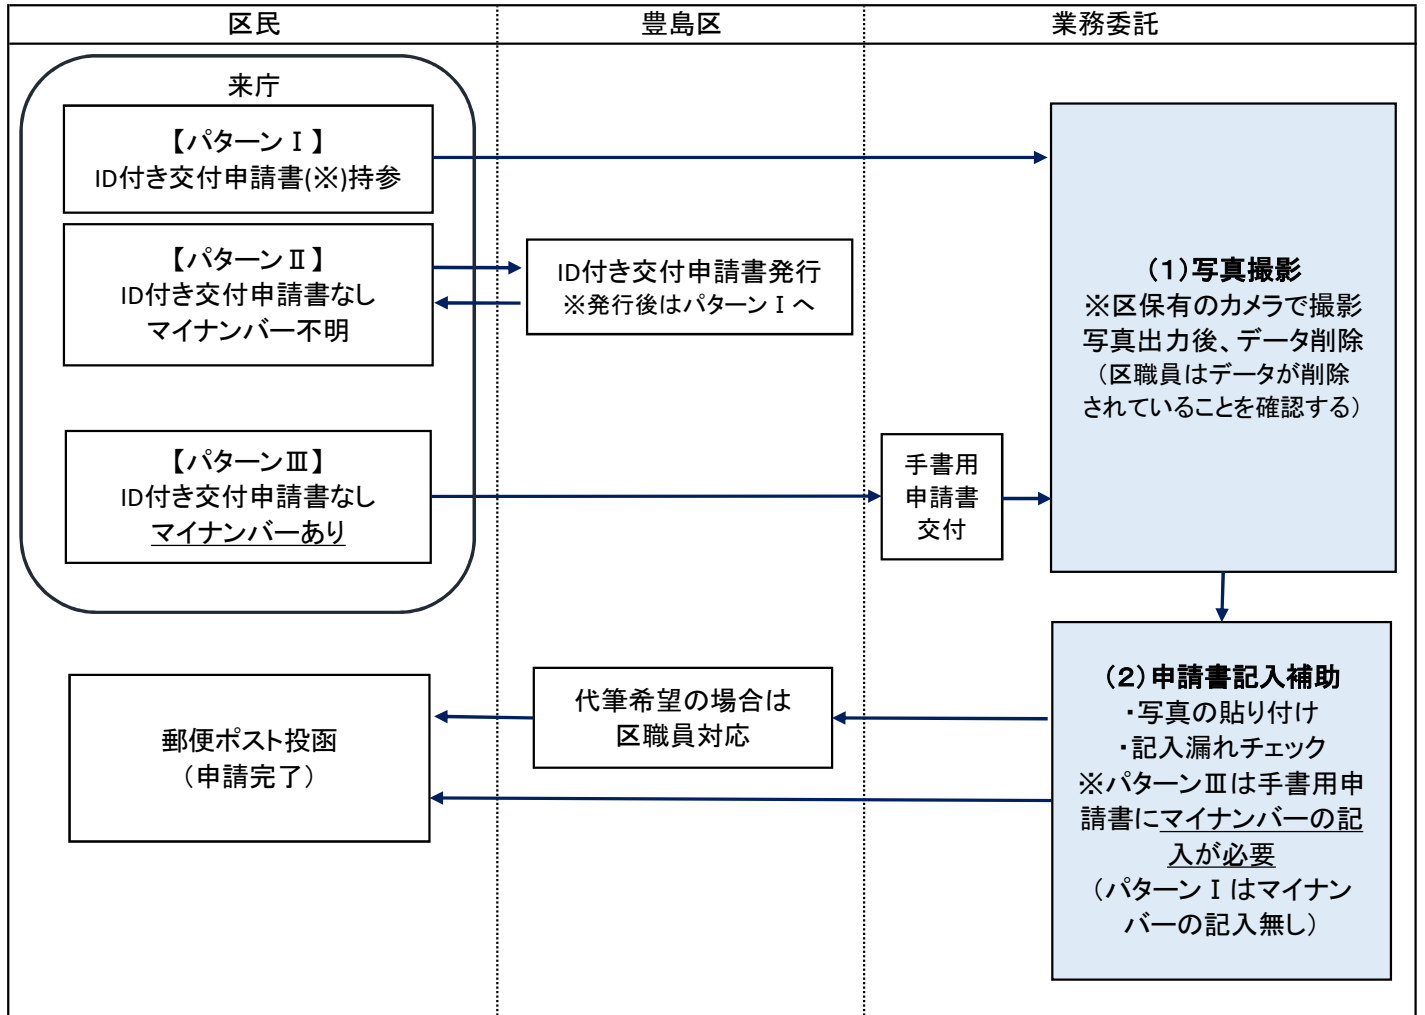 区民
豊島区
業務委託
来庁
【パターンⅠ】
ID付き交付申請書(※)持参
【パターンⅡ】
ID付き交付申請書なし
マイナンバー不明
ID付き交付申請書発行
※発行後はパターンⅠへ
【パターンⅢ】
ID付き交付申請書なし
マイナンバーあり
手書用
申請書
交付
（１）写真撮影
※区保有のカメラで撮影
写真出力後、データ削除
（区職員はデータが削除
されていることを確認する）
（２）申請書記入補助
・写真の貼り付け
・記入漏れチェック
※パターンⅢは手書用申
請書にマイナンバーの記
入が必要
（パターンⅠはマイナン
バーの記入無し）
代筆希望の場合は
区職員対応
郵便ポスト投函
（申請完了）